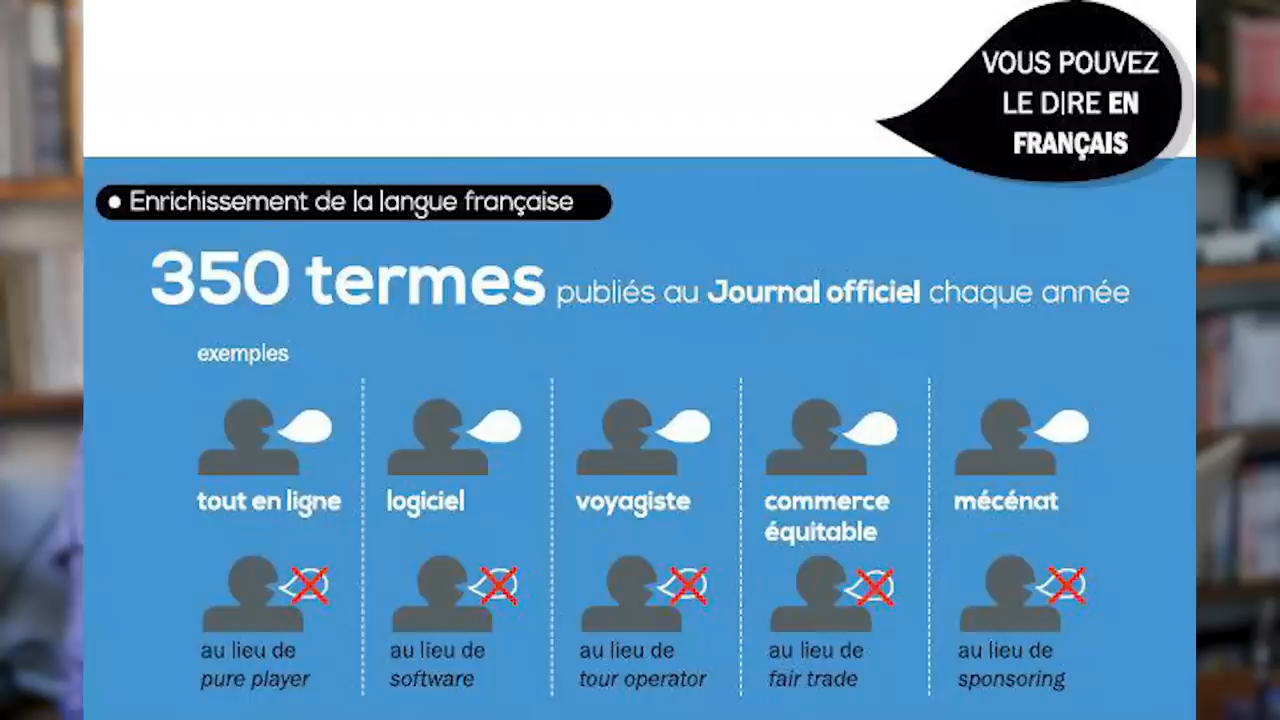 VOUS POUVEZ
LE DIRE EN
FRANÇAIS
Enrichissement de la langue française
350 termes publiés au Journal officiel chaque année
exemples
tout en ligne
logiciel
voyagiste
commerce
équitable
mécénat
au lieu de
pure player
au lieu de
software
au lieu de
tour operator
au lieu de
fair trade
au lieu de
sponsoring